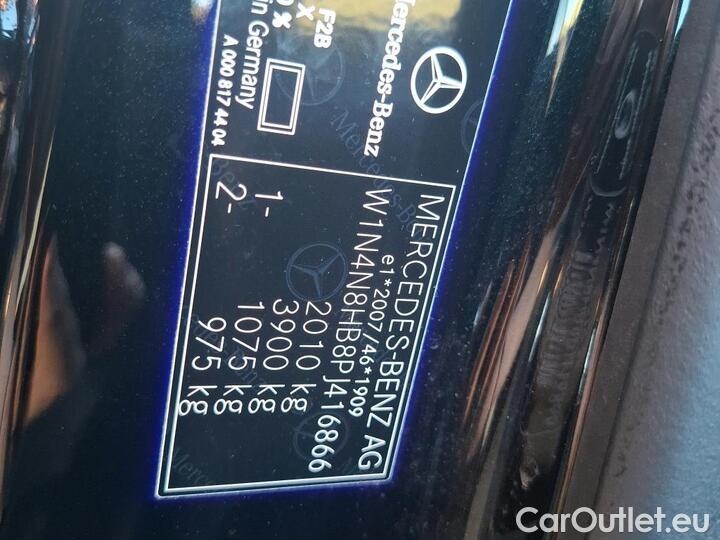 Mercedes-Benz
F2B
X
in Germany
A 000 817 44 04
MERCEDES-BENZ AG
e1*2007/46*1909
W1N4N8HB8PJ416866
2010 kg
3900 kg
1- 1075 kg
2- 975 kg
CarOutlet.eu